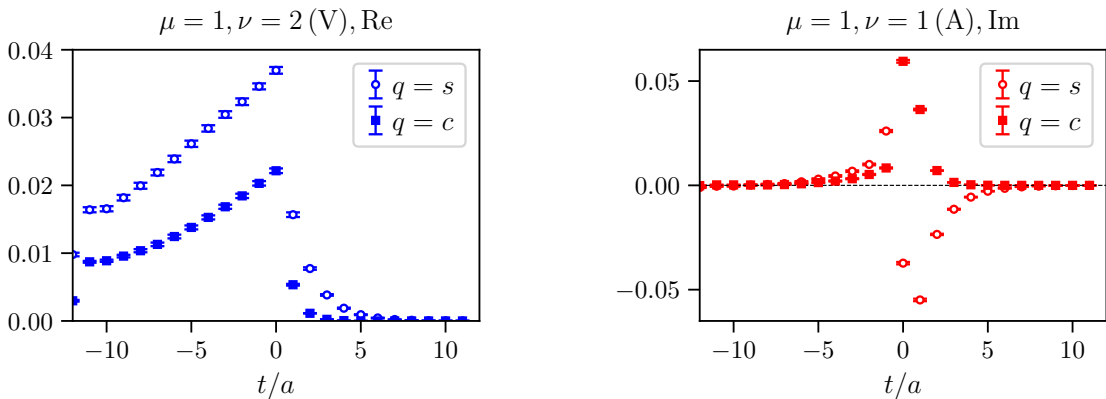 μ = 1, ν = 2 (V), Re
0.04
0.03
0.02
0.01
0.00
−10
−5
0
5
10
t/a
q = s
q = c
μ = 1, ν = 1 (A), Im
0.05
0.00
−0.05
−10
−5
0
5
10
t/a
q = s
q = c